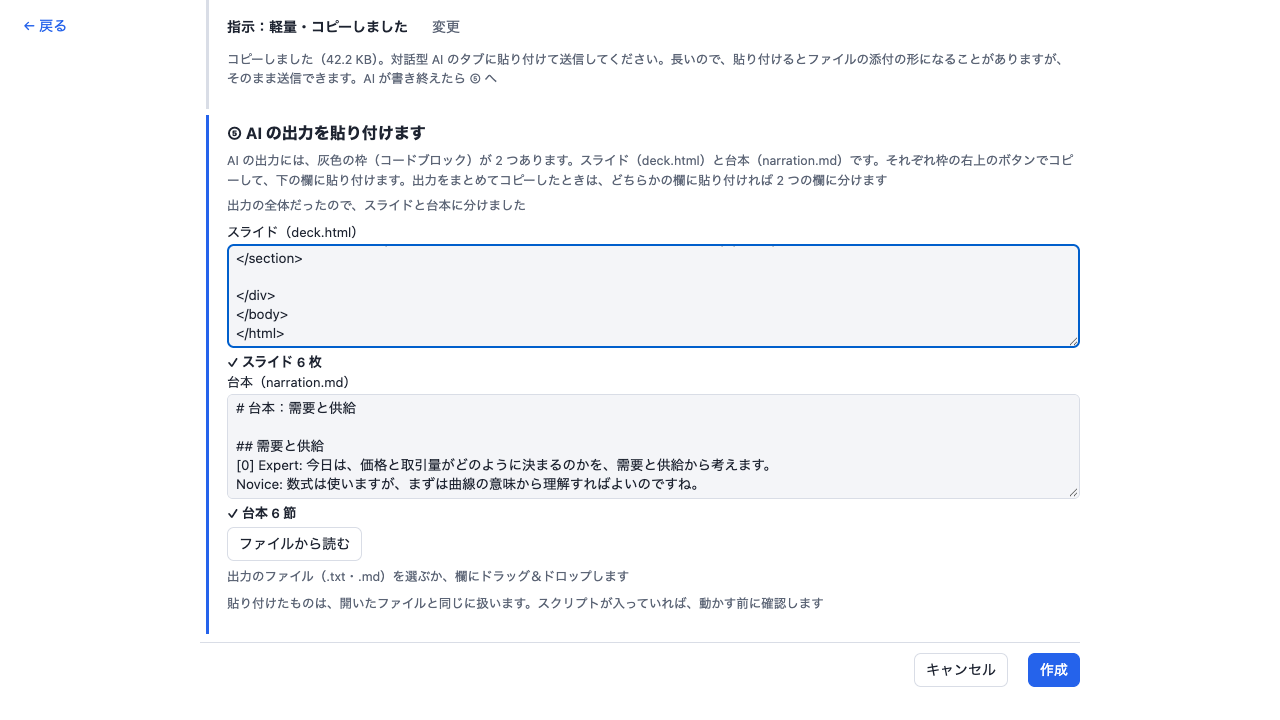 ← 戻る
指示：軽量・コピーしました 変更
コピーしました（42.2 KB）。対話型 AI のタブに貼り付けて送信してください。長いので、貼り付けるとファイルの添付の形になることがありますが、
そのまま送信できます。AI が書き終えたら ⑤ へ
⑤ AI の出力を貼り付けます
AI の出力には、灰色の枠（コードブロック）が 2 つあります。スライド（deck.html）と台本（narration.md）です。それぞれ枠の右上のボタンでコピ
ーして、下の欄に貼り付けます。出力をまとめてコピーしたときは、どちらかの欄に貼り付ければ 2 つの欄に分けます
出力の全体だったので、スライドと台本に分けました
スライド（deck.html）
</section>
</div>
</body>
</html>
✓ スライド 6 枚
台本（narration.md）
# 台本：需要と供給
## 需要と供給
[0] Expert: 今日は、価格と取引量がどのように決まるのかを、需要と供給から考えます。
Novice: 数式は使いますが、まずは曲線の意味から理解すればよいのですね。
✓ 台本 6 節
ファイルから読む
出力のファイル（.txt・.md）を選ぶか、欄にドラッグ＆ドロップします
貼り付けたものは、開いたファイルと同じに扱います。スクリプトが入っていれば、動かす前に確認します
キャンセル 作成